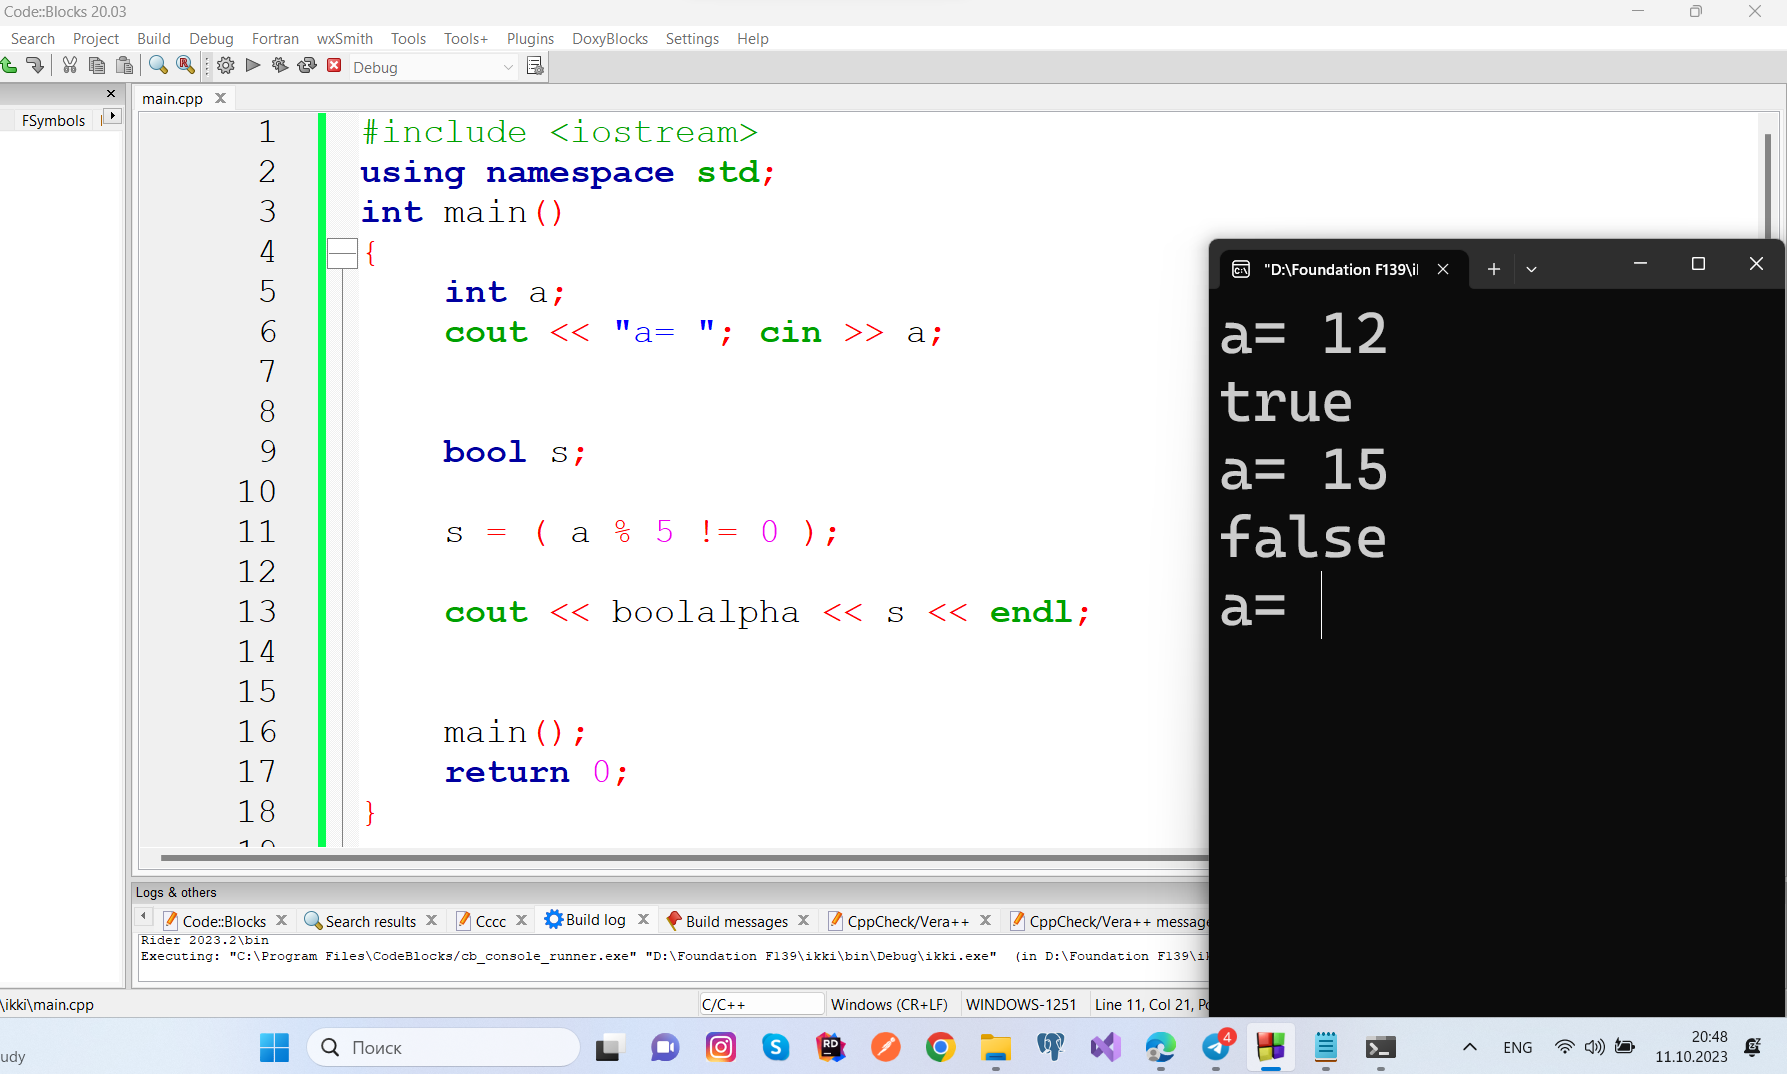 Code::Blocks 20.03
Search Project Build Debug Fortran wxSmith Tools Tools+ Plugins DoxyBlocks Settings Help
Debug
main.cpp
FSymbols
1 #include <iostream>
2 using namespace std;
3 int main()
4 {
5 int a;
6 cout << "a= "; cin >> a;
7
8
9 bool s;
10
11 s = ( a % 5 != 0 );
12
13 cout << boolalpha << s << endl;
14
15
16 main();
17 return 0;
18 }
"D:\Foundation F139\i
a= 12
true
a= 15
false
a=
Logs & others
Code::Blocks Search results Cccc Build log Build messages CppCheck/Vera++ CppCheck/Vera++ message
Rider 2023.2\bin
Executing: "C:\Program Files\CodeBlocks/cb_console_runner.exe" "D:\Foundation F139\ikki\bin\Debug\ikki.exe" (in D:\Foundation F139\i
\ikki\main.cpp C/C++ Windows (CR+LF) WINDOWS-1251 Line 11, Col 21, P
udy
Поиск
RD
4
ENG
20:48
11.10.2023